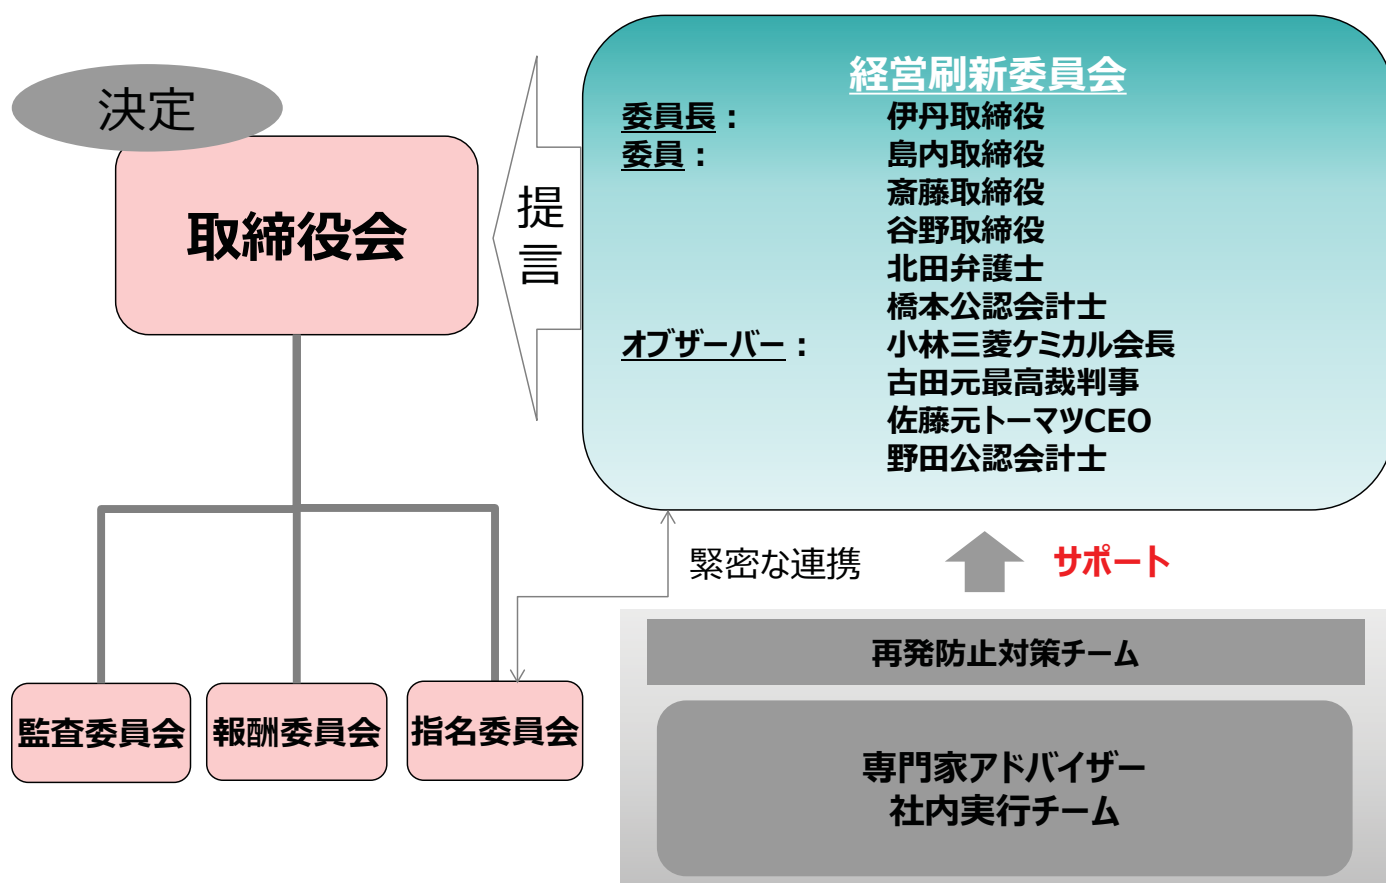 決定
取締役会
提言
経営刷新委員会
委員長： 伊丹取締役
委員： 島内取締役
斎藤取締役
谷野取締役
北田弁護士
橋本公認会計士
オブザーバー： 小林三菱ケミカル会長
古田元最高裁判事
佐藤元トーマツCEO
野田公認会計士
緊密な連携
サポート
再発防止対策チーム
専門家アドバイザー
社内実行チーム
監査委員会
報酬委員会
指名委員会